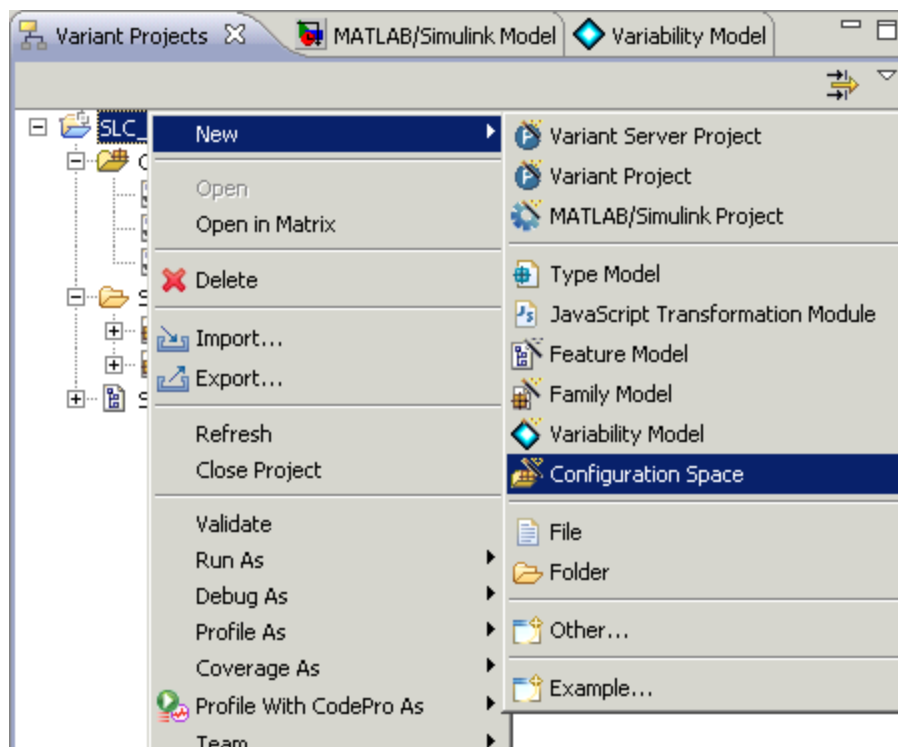 Variant Projects
MATLAB/Simulink Model
Variability Model
SLC_
New
Open
Open in Matrix
Delete
Import...
Export...
Refresh
Close Project
Validate
Run As
Debug As
Profile As
Coverage As
Profile With CodePro As
Team
Variant Server Project
Variant Project
MATLAB/Simulink Project
Type Model
JavaScript Transformation Module
Feature Model
Family Model
Variability Model
Configuration Space
File
Folder
Other...
Example...